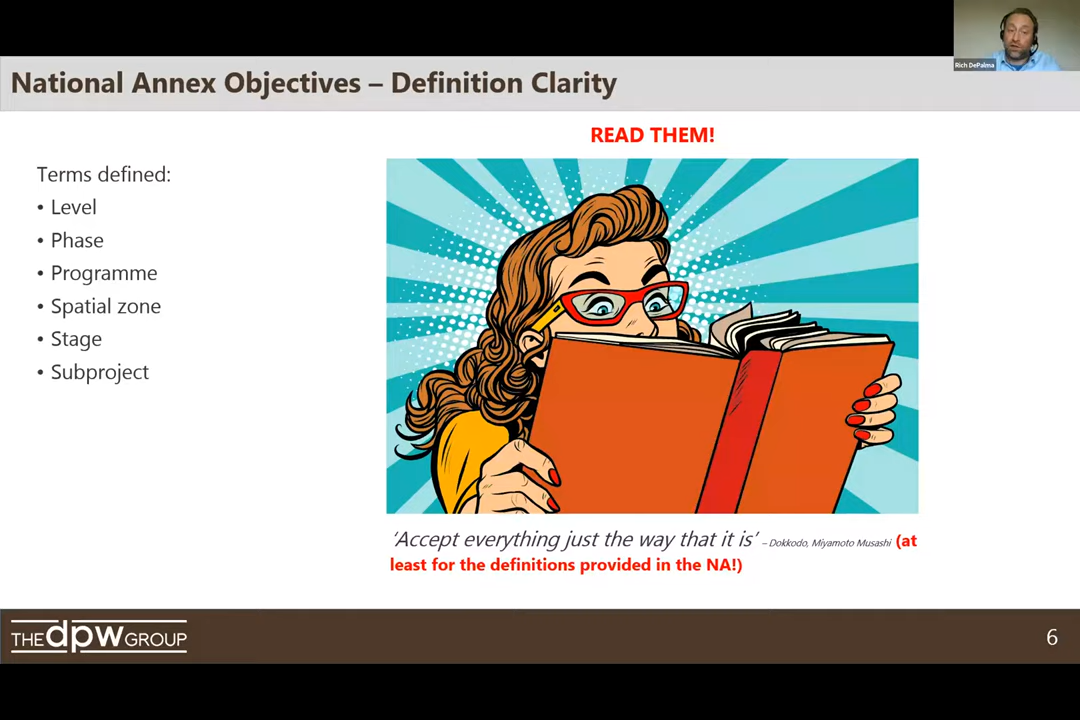 Rich DePalma
National Annex Objectives – Definition Clarity
READ THEM!
Terms defined:
• Level
• Phase
• Programme
• Spatial zone
• Stage
• Subproject
‘Accept everything just the way that it is’ – Dokkodo, Miyamoto Musashi (at
least for the definitions provided in the NA!)
THE dpw GROUP
6